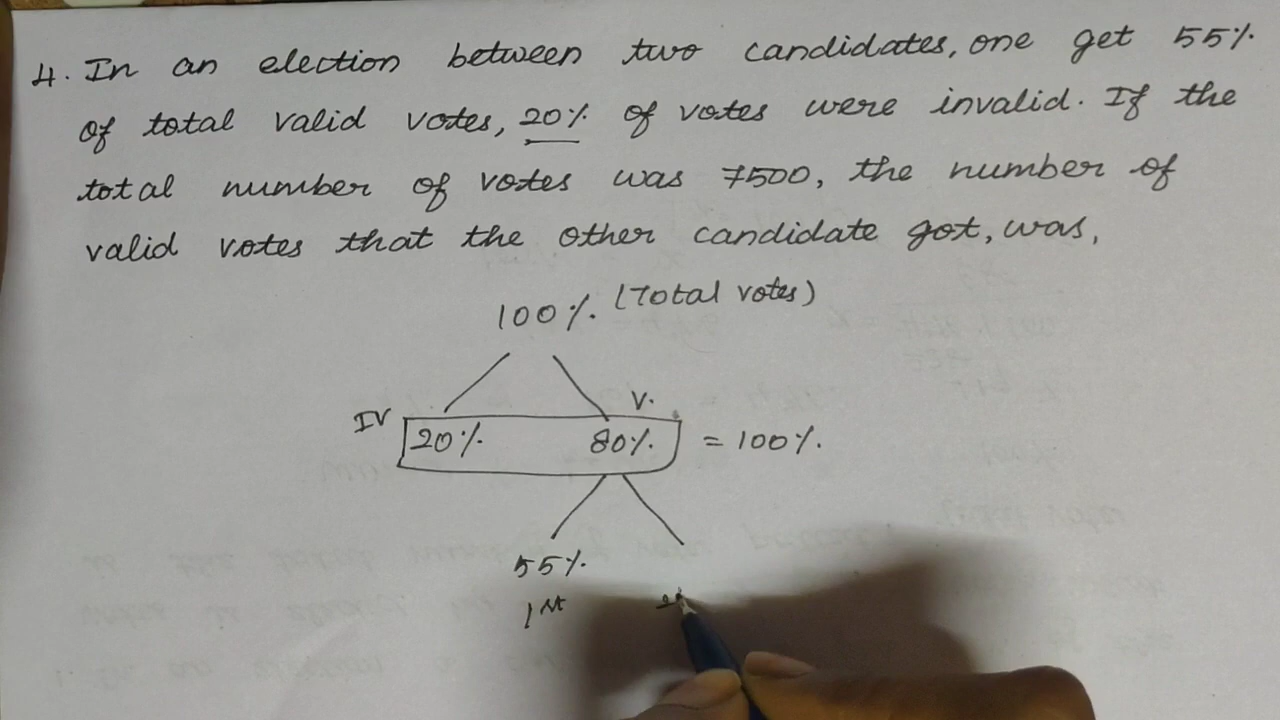 4. In an election between two candidates, one get 55%
of total valid votes, 20% of votes were invalid. If the
total number of votes was 7500, the number of
valid votes that the other candidate got, was,
100%. (Total votes)
IV 20% 80% V. = 100%.
55%
1st